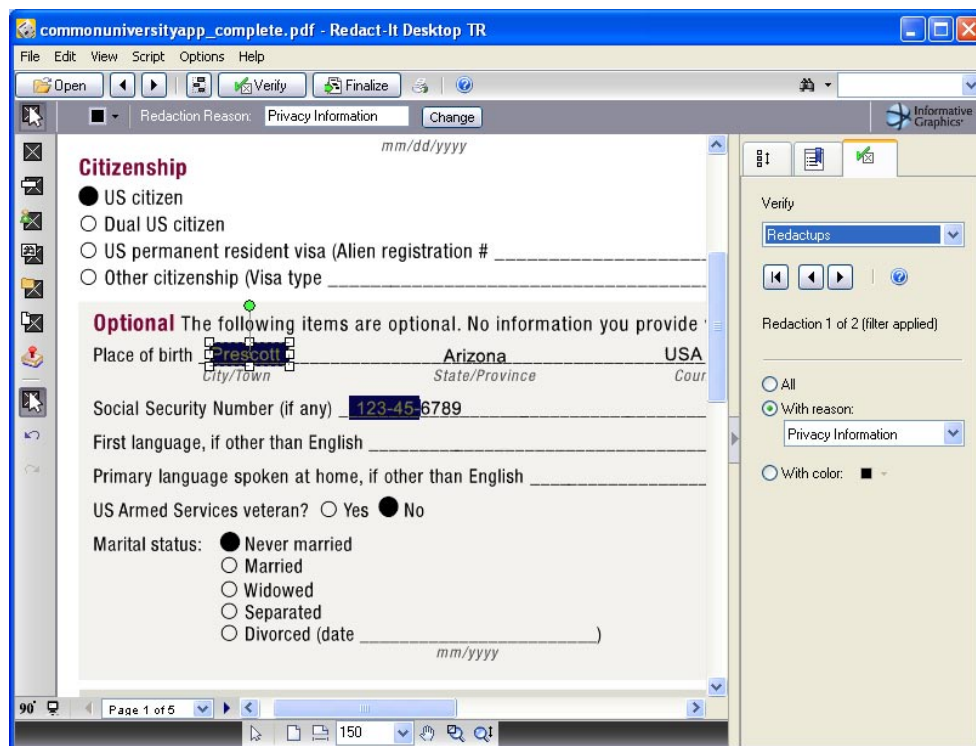 commonuniversityapp_complete.pdf - Redact-It Desktop TR
File Edit View Script Options Help
Open Verify Finalize
Redaction Reason: Privacy Information Change
Informative Graphics
mm/dd/yyyy
Citizenship
US citizen
Dual US citizen
US permanent resident visa (Alien registration #
Other citizenship (Visa type
Optional The following items are optional. No information you provide
Place of birth Prescott Arizona USA
City/Town State/Province Cour
Social Security Number (if any) 123-45-6789
First language, if other than English
Primary language spoken at home, if other than English
US Armed Services veteran? Yes No
Marital status: Never married
Married
Widowed
Separated
Divorced (date )
mm/yyyy
90° Page 1 of 5
150
Verify
Redactups
Redaction 1 of 2 (filter applied)
All
With reason:
Privacy Information
With color: